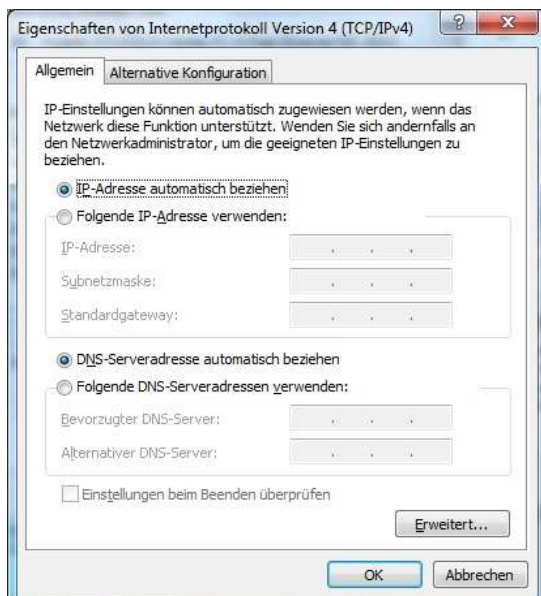 Eigenschaften von Internetprotokoll Version 4 (TCP/IPv4)
Allgemein
Alternative Konfiguration
IP-Einstellungen können automatisch zugewiesen werden, wenn das
Netzwerk diese Funktion unterstützt. Wenden Sie sich andernfalls an
den Netzwerkadministrator, um die geeigneten IP-Einstellungen zu
beziehen.
IP-Adresse automatisch beziehen
Folgende IP-Adresse verwenden:
IP-Adresse:
Subnetzmaske:
Standardgateway:
DNS-Serveradresse automatisch beziehen
Folgende DNS-Serveradressen verwenden:
Bevorzugter DNS-Server:
Alternativer DNS-Server:
Einstellungen beim Beenden überprüfen
Erweitert...
OK
Abbrechen